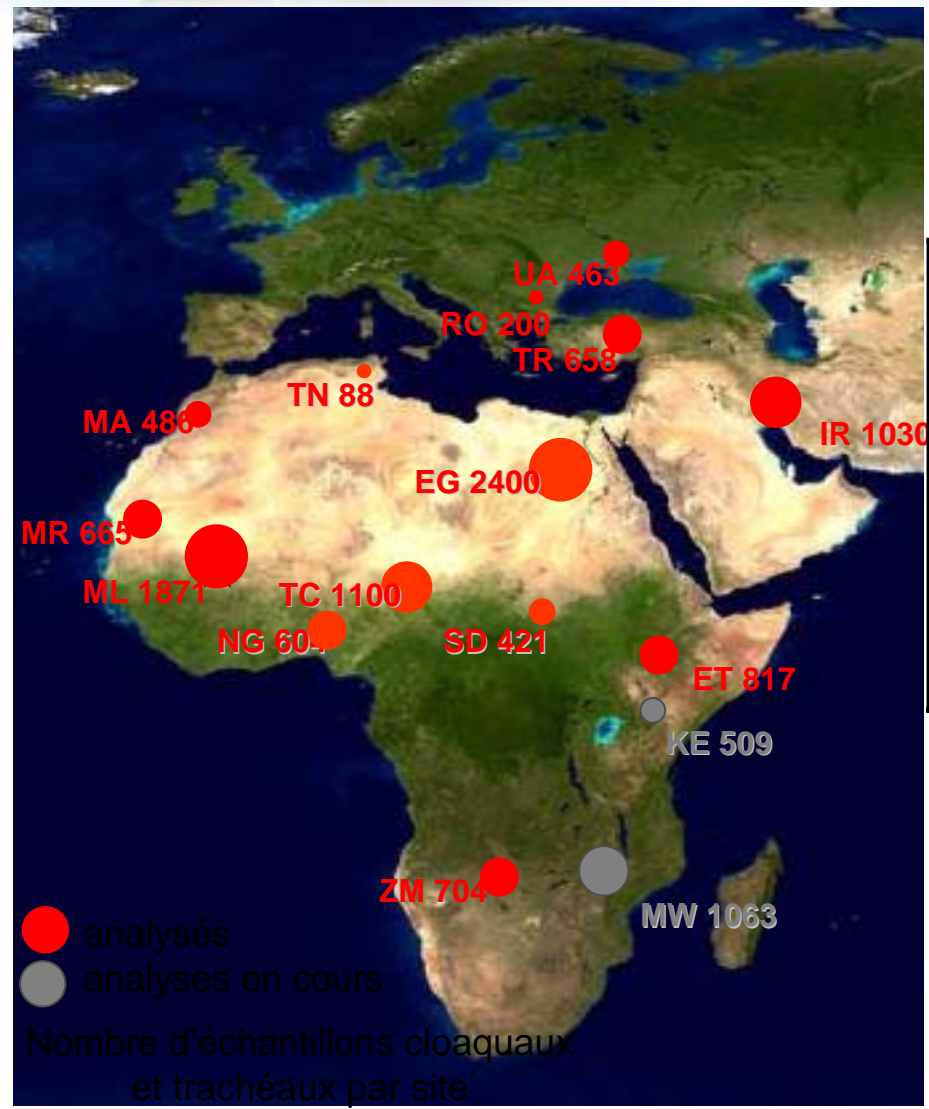 UA 463
RO 200
TR 658
TN 88
MA 486
IR 1030
EG 2400
MR 665
ML 1871
TC 1100
NG 604
SD 421
ET 817
KE 509
ZM 704
MW 1063
analysés
analyses en cours
Nombre d'échantillons cloaquaux
et trachéaux par site